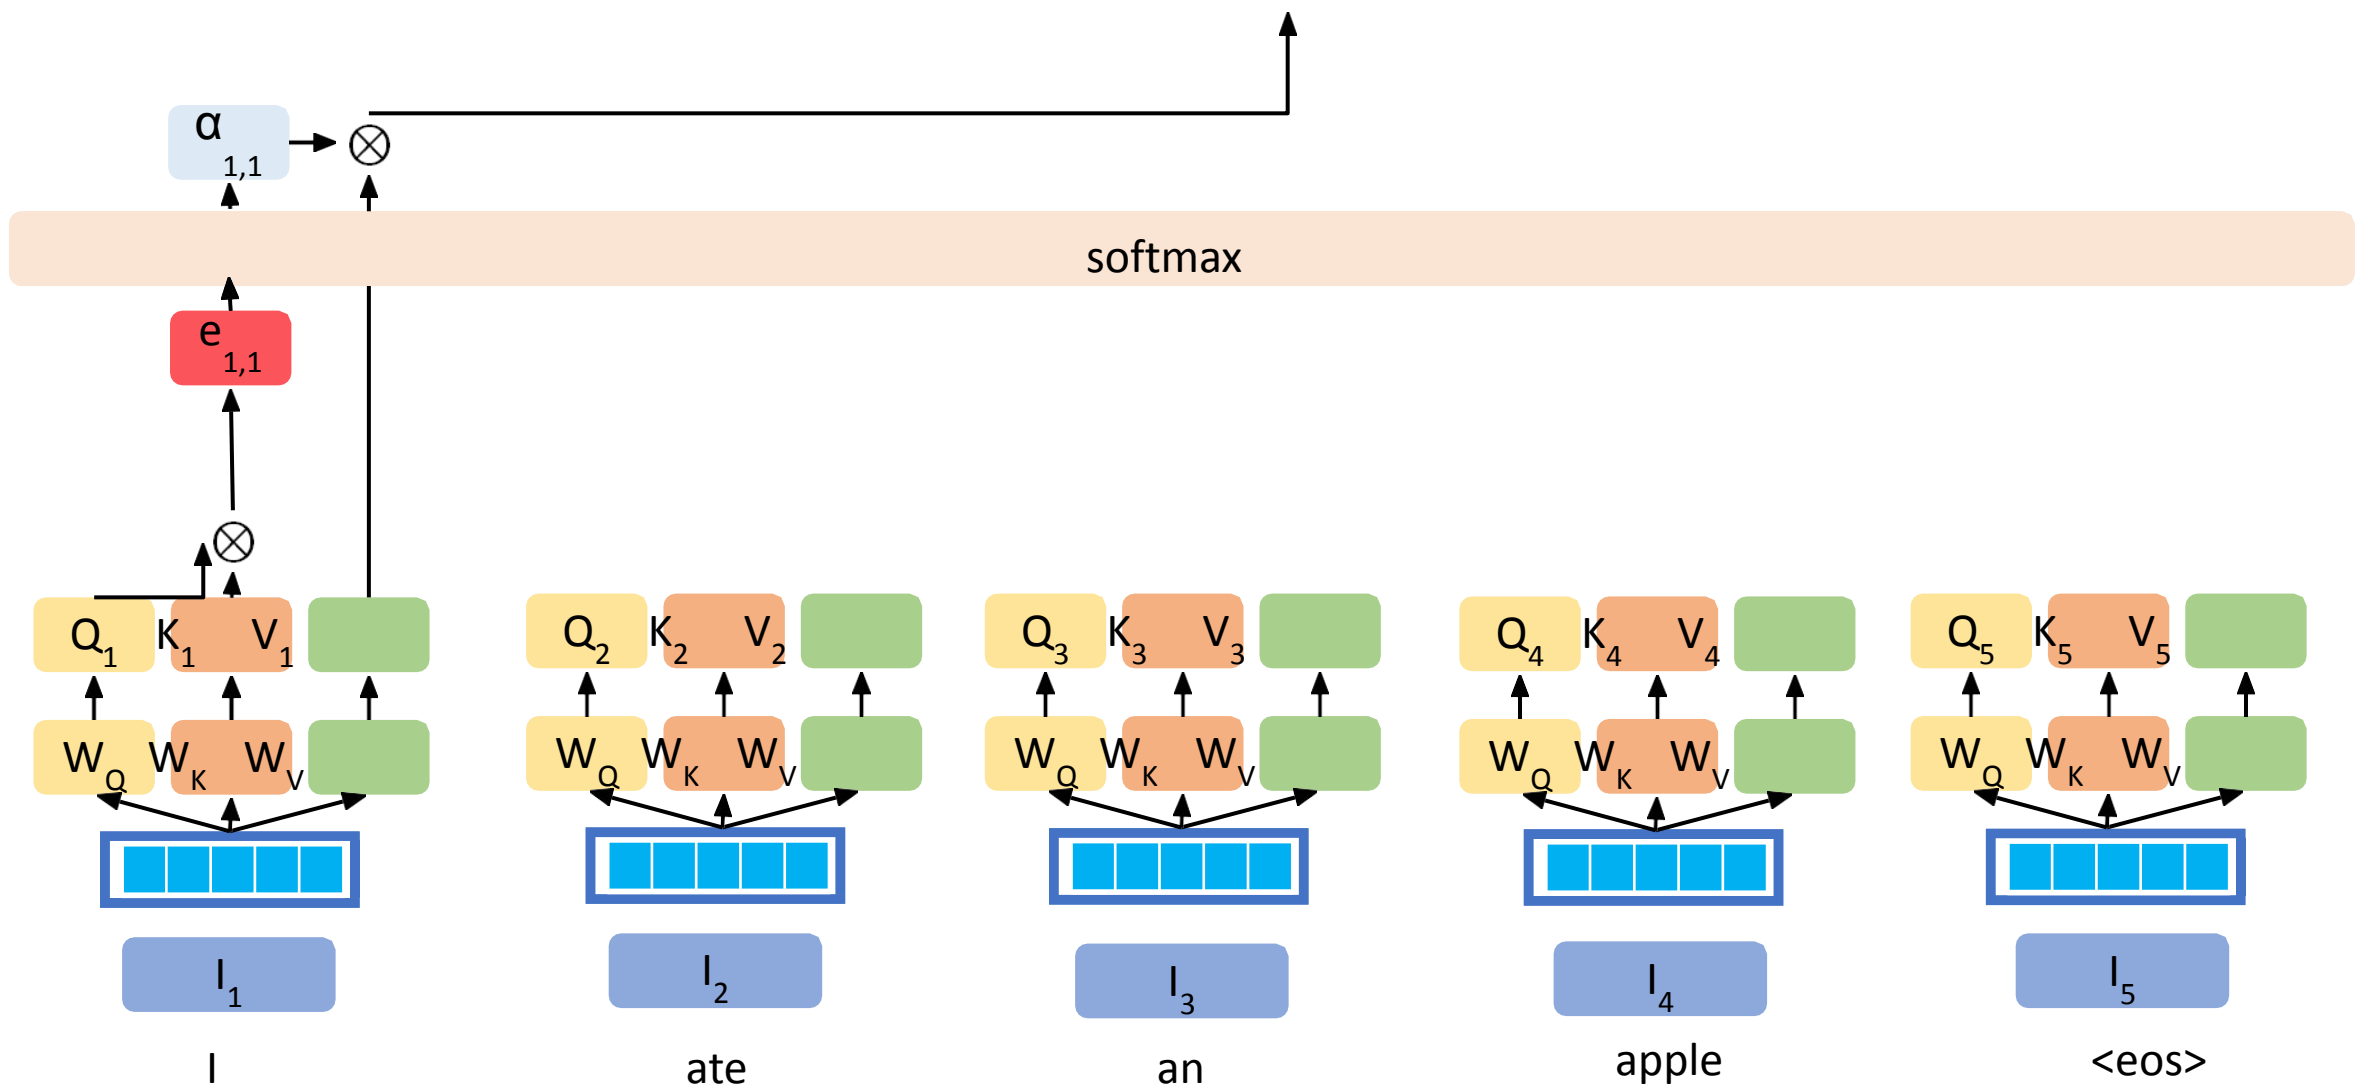 α1,1
softmax
e1,1
Q1 K1 V1 Q2 K2 V2 Q3 K3 V3 Q4 K4 V4 Q5 K5 V5
WQ WK WV WQ WK WV WQ WK WV WQ WK WV WQ WK WV
I1 I2 I3 I4 I5
I ate an apple <eos>